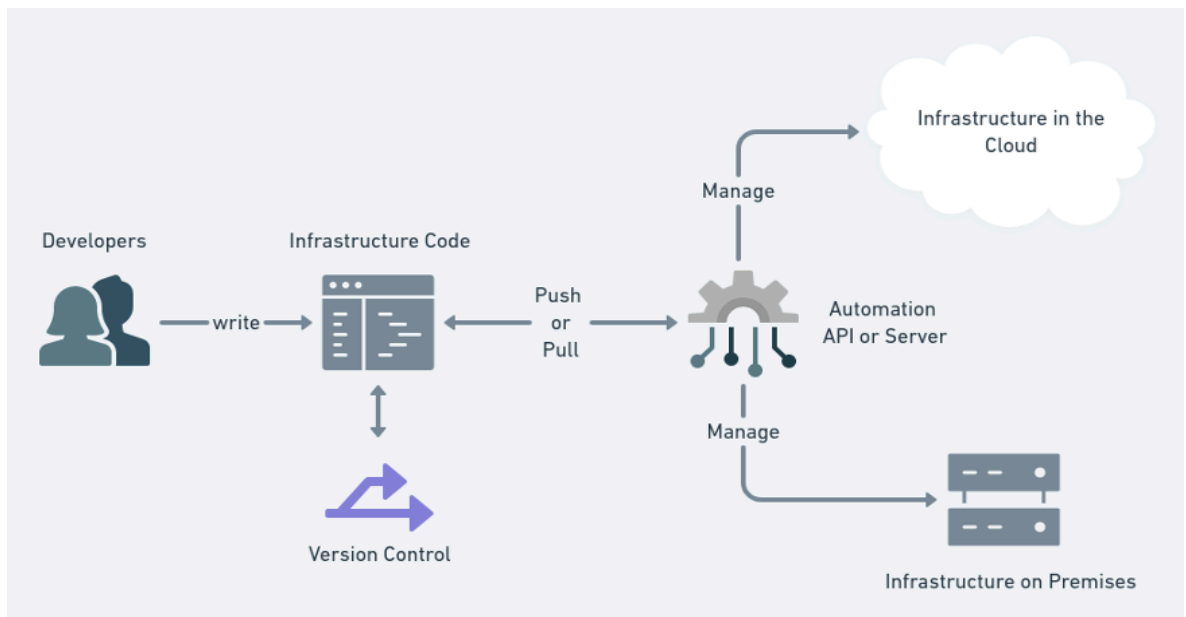 Developers
write
Infrastructure Code
Version Control
Push
or
Pull
Automation
API or Server
Manage
Infrastructure in the
Cloud
Manage
Infrastructure on Premises